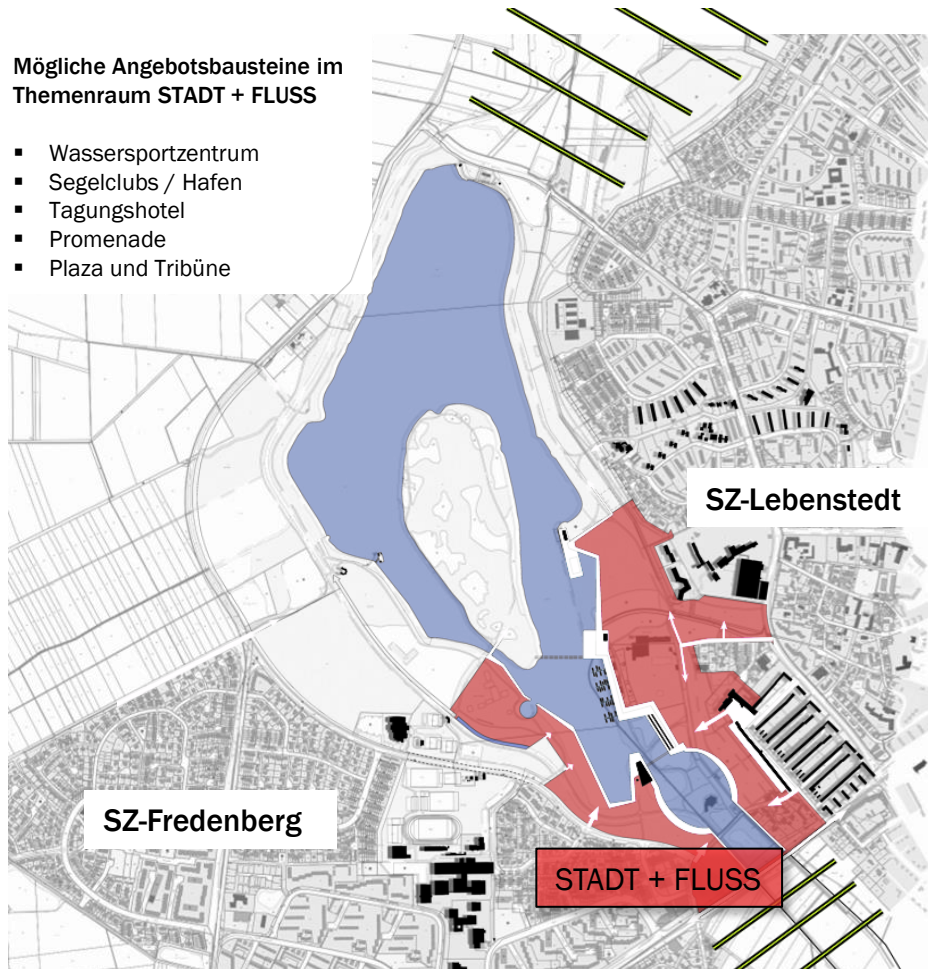 Mögliche Angebotsbausteine im
Themenraum STADT + FLUSS
▪ Wassersportzentrum
▪ Segelclubs / Hafen
▪ Tagungshotel
▪ Promenade
▪ Plaza und Tribüne
SZ-Lebenstedt
SZ-Fredenberg
STADT + FLUSS